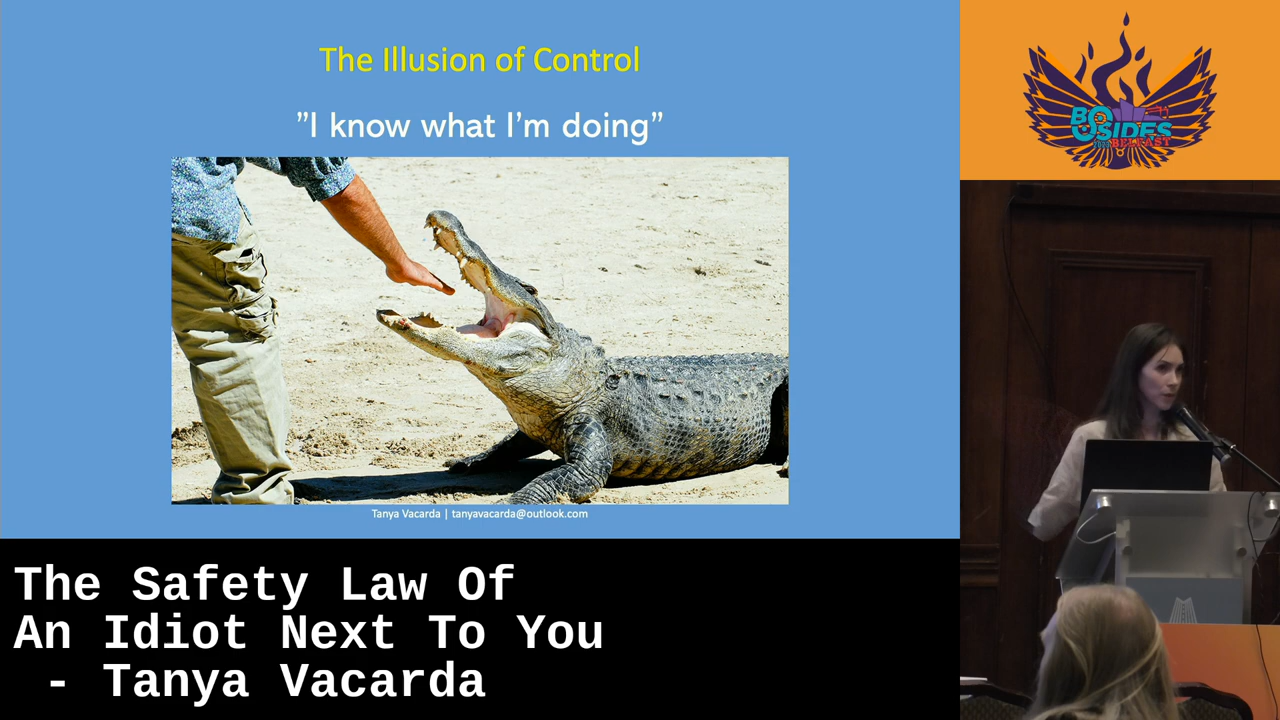 The Illusion of Control
”I know what I’m doing”
Tanya Vacarda | tanyavacarda@outlook.com
The Safety Law Of
An Idiot Next To You
- Tanya Vacarda
BSIDES
BELFAST